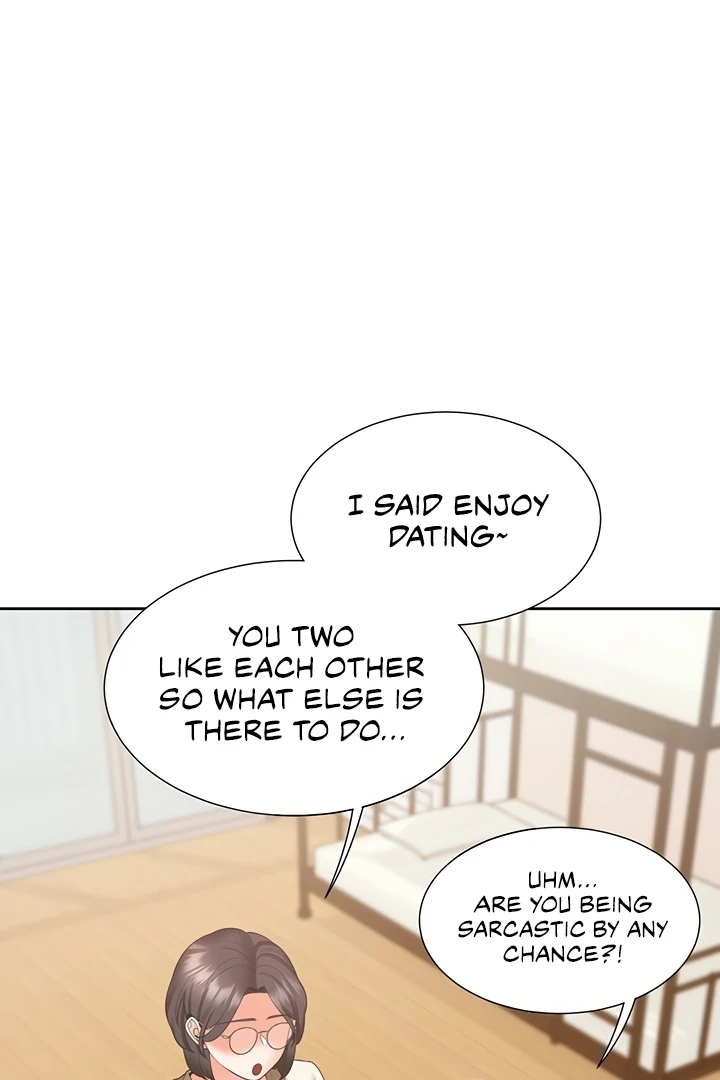 I SAID ENJOY
DATING~
YOU TWO
LIKE EACH OTHER
SO WHAT ELSE IS
THERE TO DO...
UHM...
ARE YOU BEING
SARCASTIC BY ANY
CHANCE?!